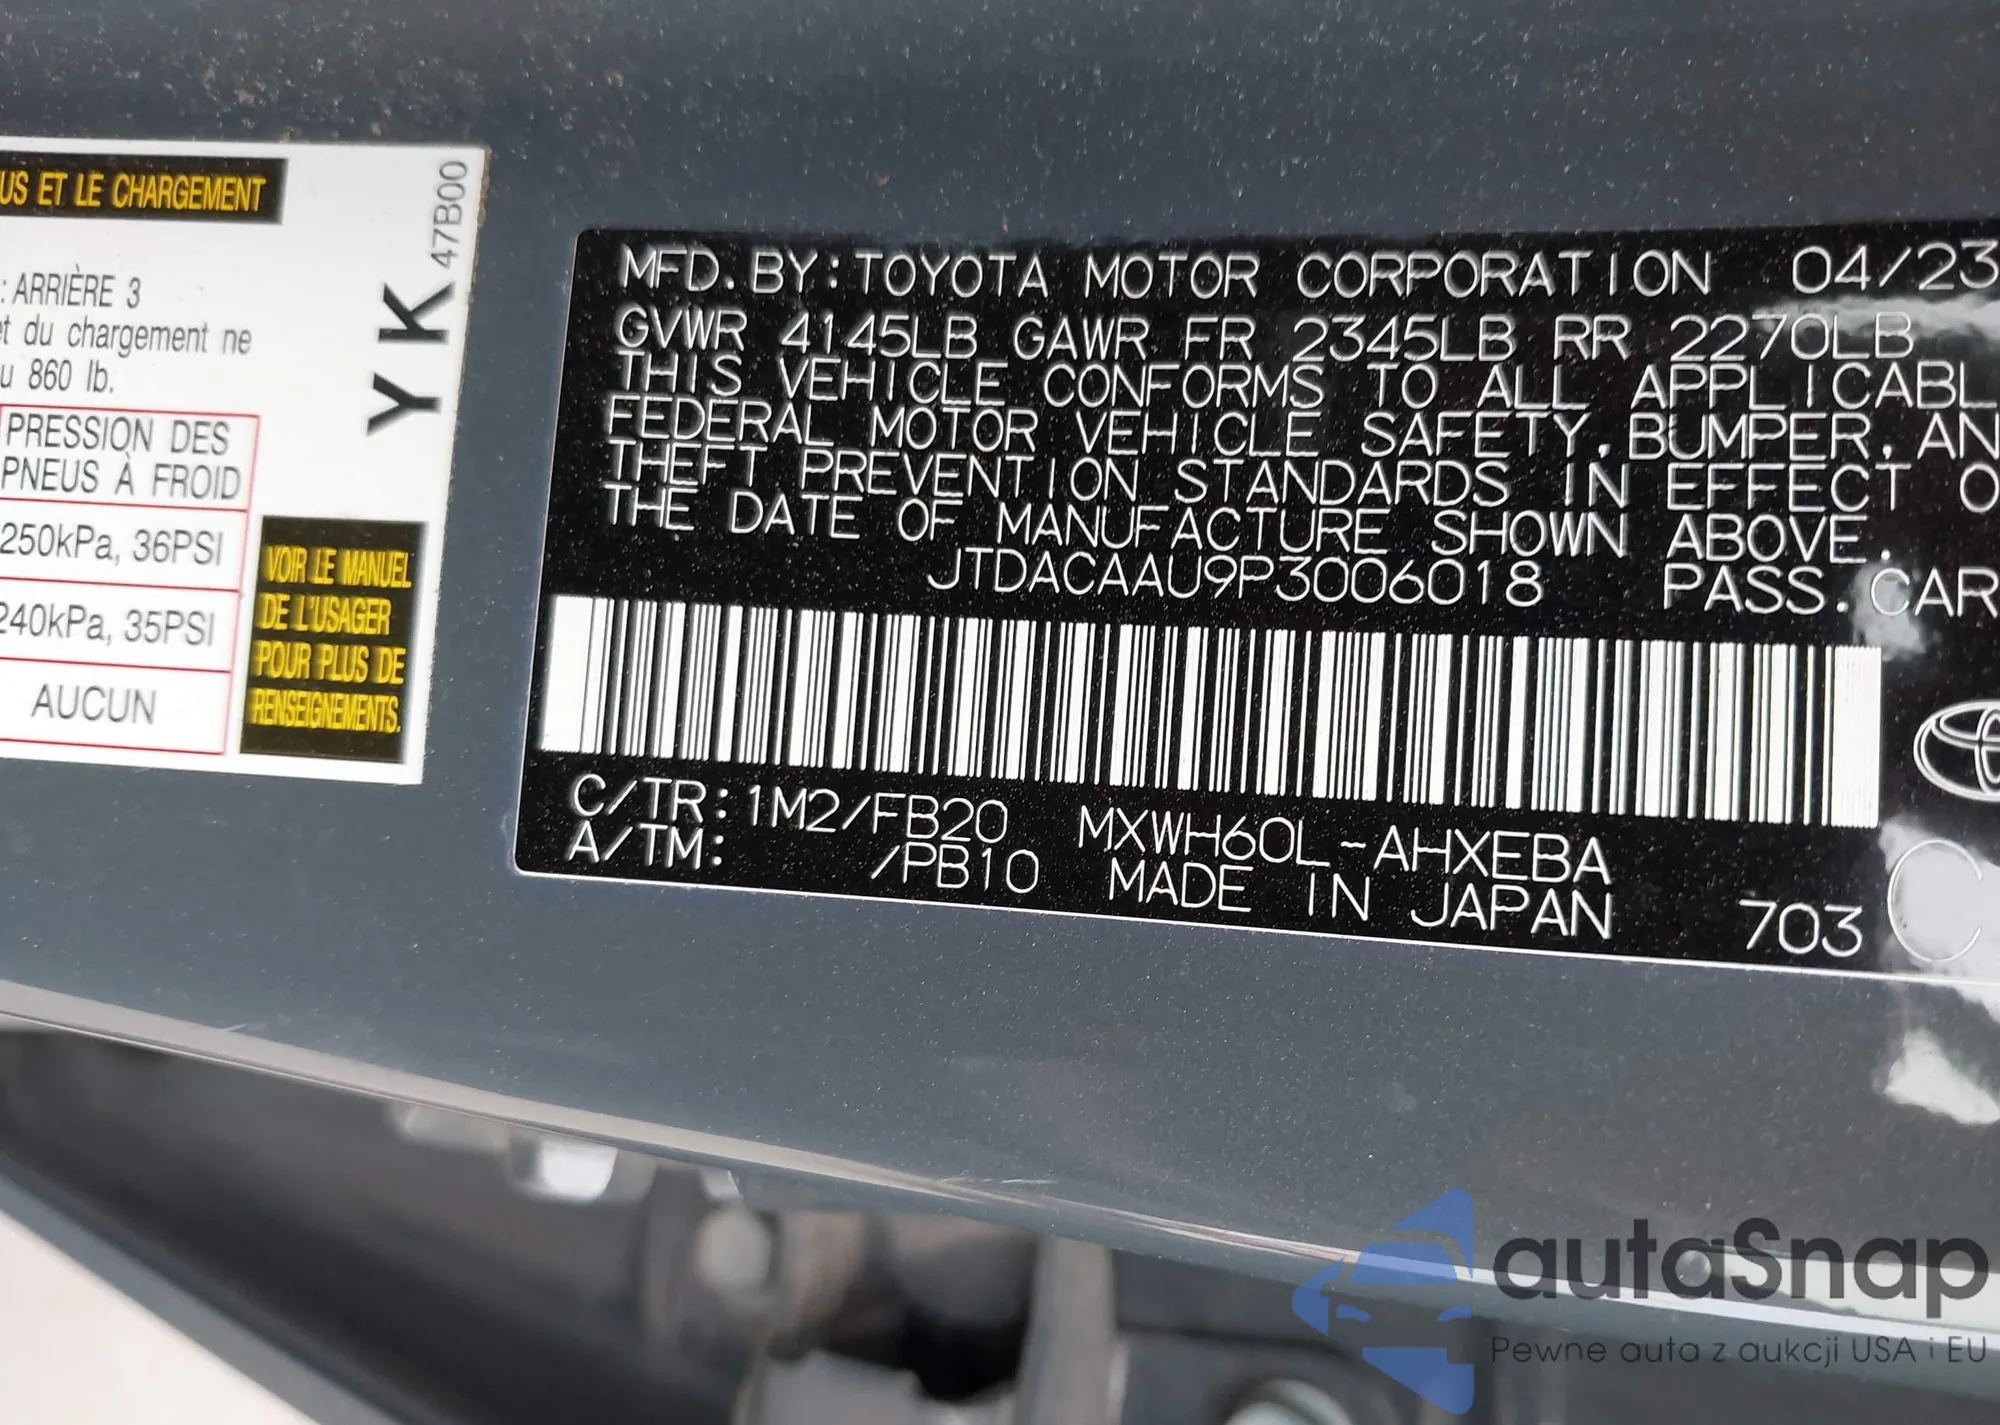 US ET LE CHARGEMENT
: ARRIÈRE 3
et du chargement ne
u 860 lb.
PRESSION DES
PNEUS À FROID
250kPa, 36PSI
240kPa, 35PSI
AUCUN
VOIR LE MANUEL
DE L'USAGER
POUR PLUS DE
RENSEIGNEMENTS.
YK 47B00
MFD. BY: TOYOTA MOTOR CORPORATION 04/23
GVWR 4145LB GAWR FR 2345LB RR 2270LB
THIS VEHICLE CONFORMS TO ALL APPLICABL
FEDERAL MOTOR VEHICLE SAFETY, BUMPER, AN
THEFT PREVENTION STANDARDS IN EFFECT O
THE DATE OF MANUFACTURE SHOWN ABOVE.
JTDACAAU9P3006018 PASS. CAR
C/TR: 1M2/FB20 MXWH60L-AHXEBA
A/TM: /PB10 MADE IN JAPAN 703
C
autaSnap
Pewne auta z aukcji USA i EU